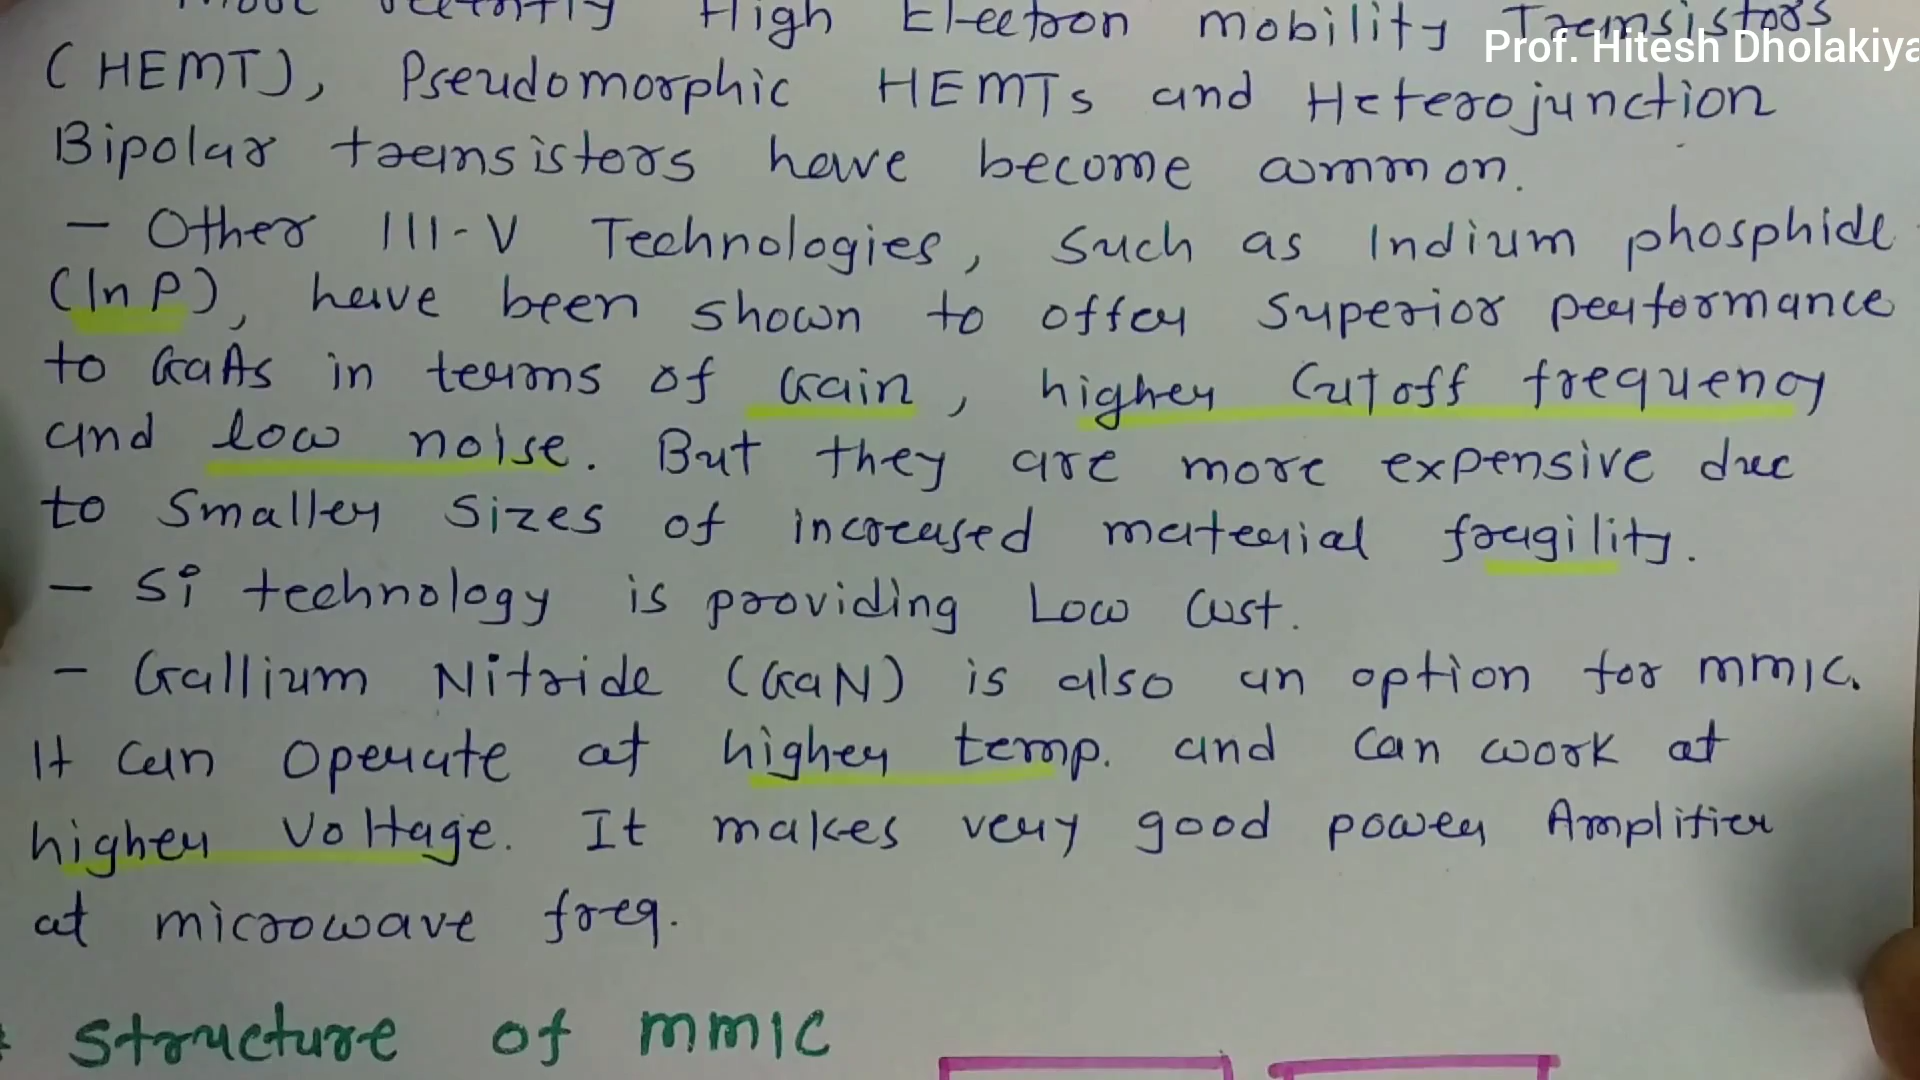 Most recently High Electron mobility Transistors
Prof. Hitesh Dholakiya
(HEMT), Pseudomorphic HEMTs and Heterojunction
Bipolar transistors have become common.
- Other III-V Technologies, such as Indium phosphide
(InP), have been shown to offer superior performance
to GaAs in terms of Gain, higher cutoff frequency
and low noise. But they are more expensive due
to smaller sizes of increased material fragility.
- Si technology is providing Low Cost.
- Gallium Nitride (GaN) is also an option for MMIC.
It can operate at higher temp. and can work at
higher Voltage. It makes very good power Amplifier
at microwave freq.
* Structure of MMIC